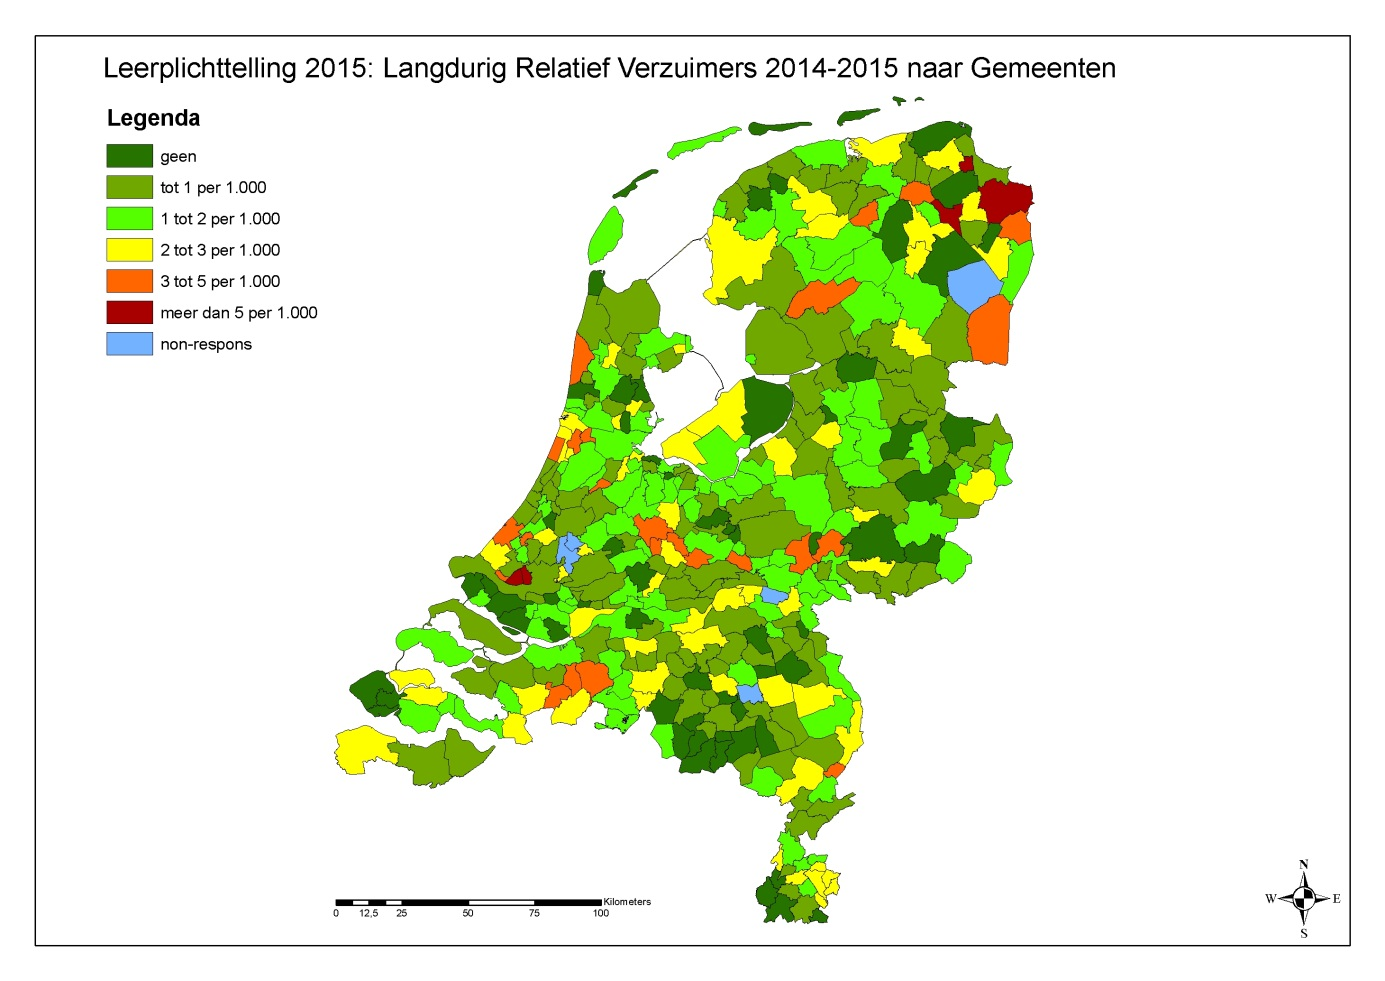 Leerplichttelling 2015: Langdurig Relatief Verzuimers 2014-2015 naar Gemeenten
Legenda
geen
tot 1 per 1.000
1 tot 2 per 1.000
2 tot 3 per 1.000
3 tot 5 per 1.000
meer dan 5 per 1.000
non-respons
N
W E
S
Kilometers
0 12,5 25 50 75 100